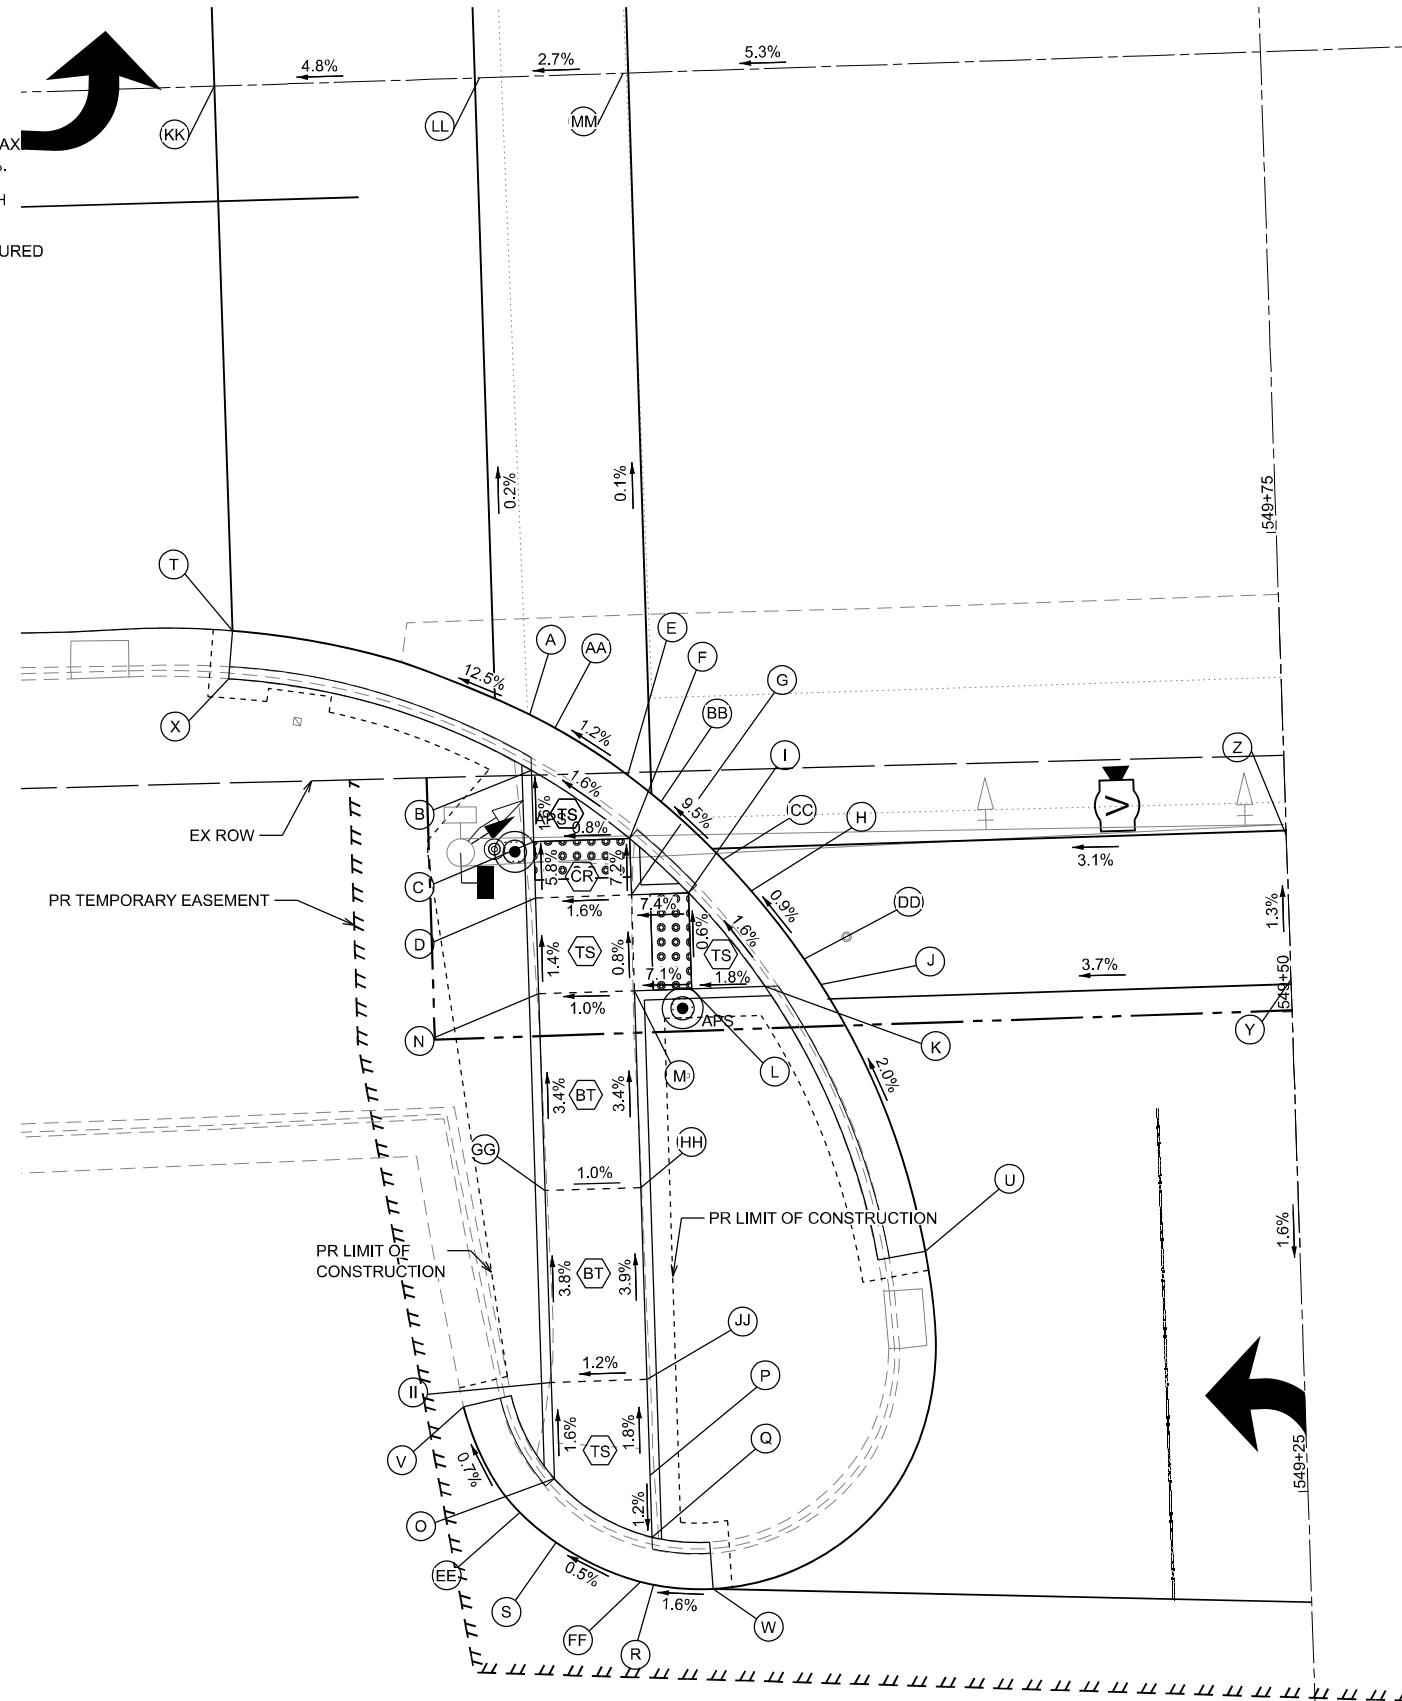 4.8%
2.7%
5.3%
KK
LL
MM
AX
%.
H
URED
0.2%
0.1%
549+75
T
A
AA
E
F
G
BB
I
Z
X
12.5%
1.2%
1.6%
9.5%
CC
H
B
TS
APS
0.8%
EX ROW
3.1%
C
5.8%
CR
7.2%
PR TEMPORARY EASEMENT
1.6%
7.4%
0.9%
DD
D
TS
1.4%
0.8%
0.6%
TS
1.6%
1.3%
7.1%
1.8%
J
3.7%
549+50
1.0%
APS
N
K
Y
M
L
2.0%
3.4%
BT
3.4%
GG
HH
1.0%
U
PR LIMIT OF CONSTRUCTION
1.6%
PR LIMIT OF
CONSTRUCTION
3.8%
BT
3.9%
JJ
1.2%
II
P
1.6%
TS
1.8%
Q
V
0.7%
549+25
O
1.2%
EE
0.5%
S
1.6%
FF
R
W